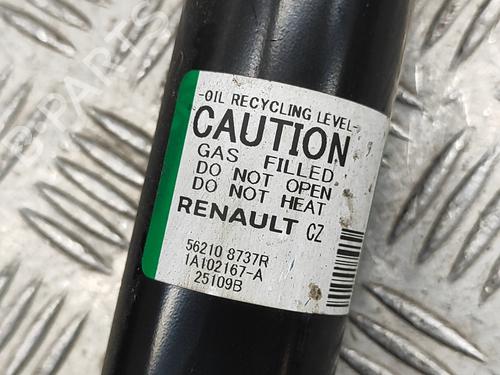 -OIL RECYCLING LEVEL-
CAUTION
GAS FILLED
DO NOT OPEN
DO NOT HEAT
RENAULT CZ
56210 8737R
1A102167-A
25109B